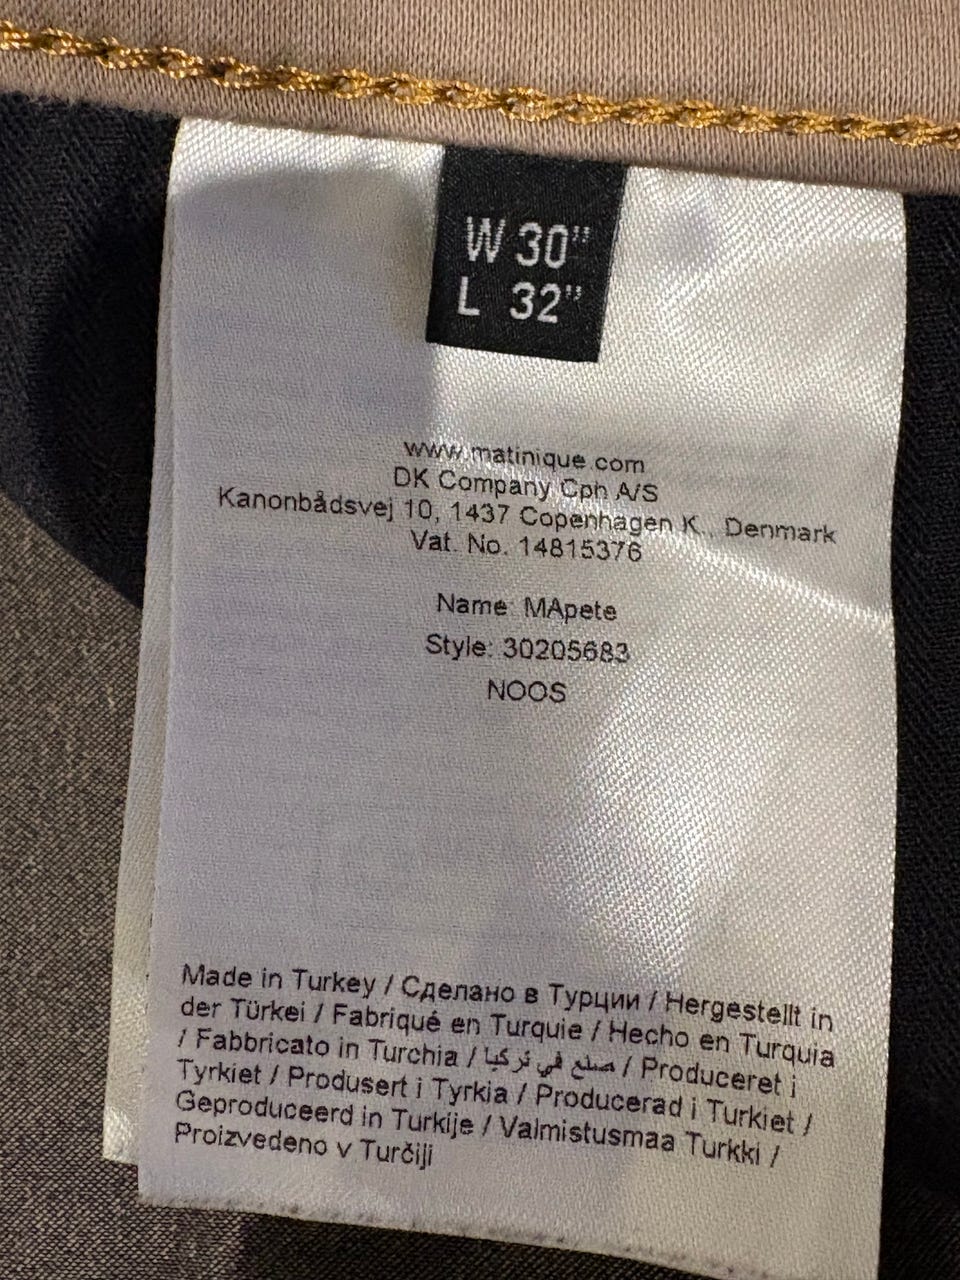 W 30"
L 32"
www.matinique.com
DK Company Cph A/S
Kanonbådsvej 10, 1437 Copenhagen K., Denmark
Vat. No. 14815376
Name: MApete
Style: 30205683
NOOS
Made in Turkey / Сделано в Турции / Hergestellt in
der Türkei / Fabriqué en Turquie / Hecho en Turquia
/ Fabbricato in Turchia / صنع في تركيا / Produceret i
Tyrkiet / Produsert i Tyrkia / Producerad i Turkiet /
Geproduceerd in Turkije / Valmistusmaa Turkki /
Proizvedeno v Turčiji